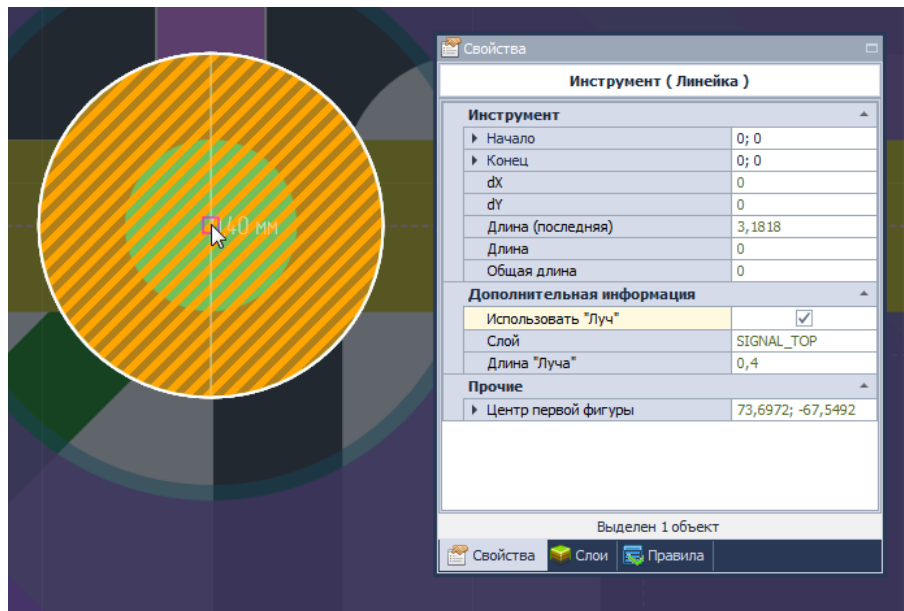 Свойства
Инструмент ( Линейка )
Инструмент
Начало 0; 0
Конец 0; 0
dX 0
dY 0
Длина (последняя) 3,1818
Длина 0
Общая длина 0
Дополнительная информация
Использовать "Луч"
Слой SIGNAL_TOP
Длина "Луча" 0,4
Прочие
Центр первой фигуры 73,6972; -67,5492
Выделен 1 объект
Свойства Слои Правила
40 мм